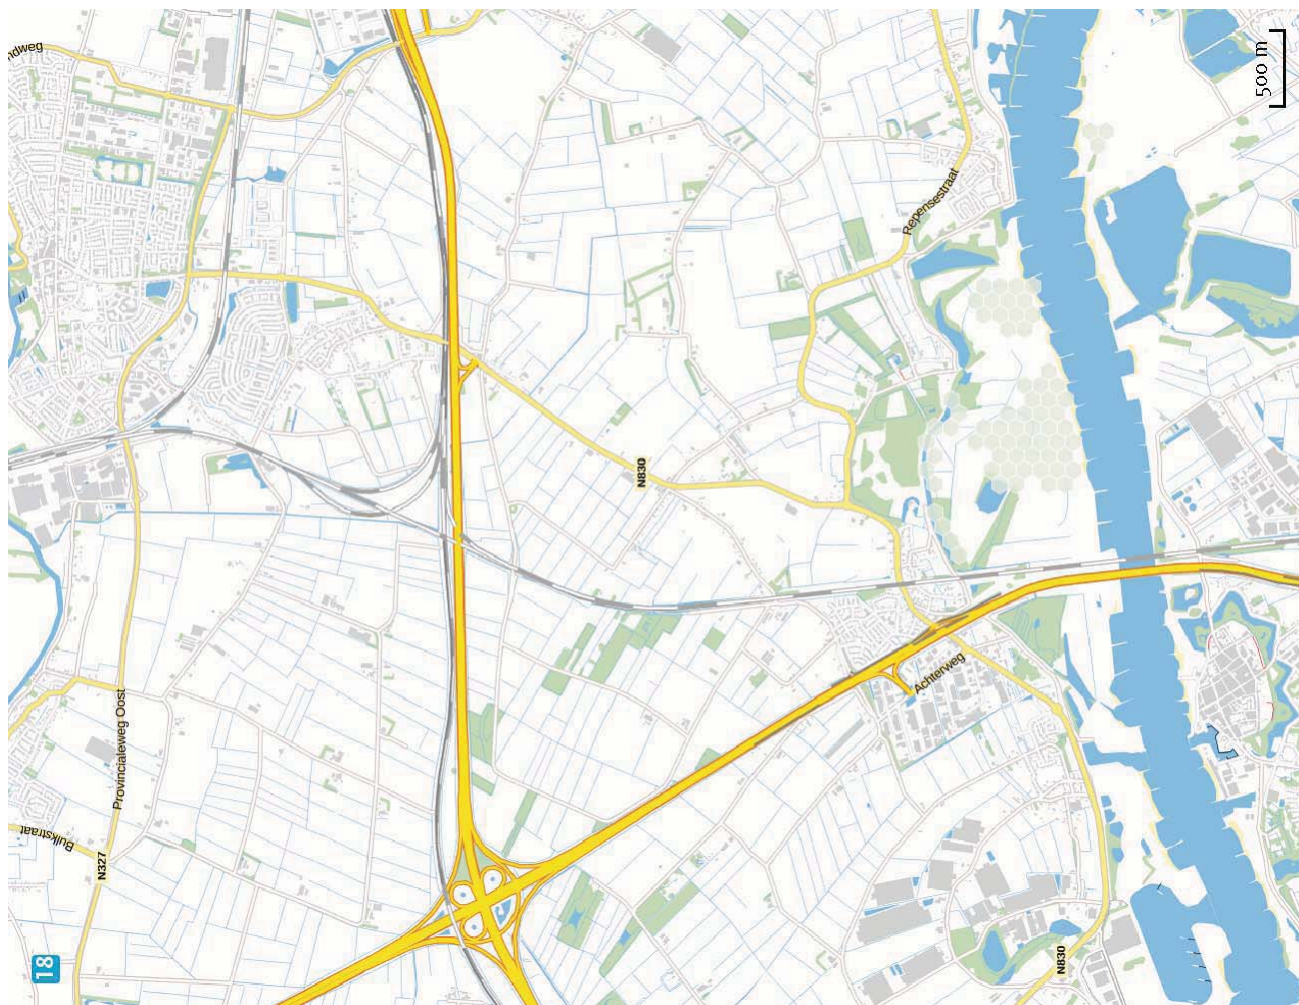 ndweg
500 m
Repensestraat
N830
Achterweg
Provincialeweg Oost
Bulkstraat
N327
N830
18